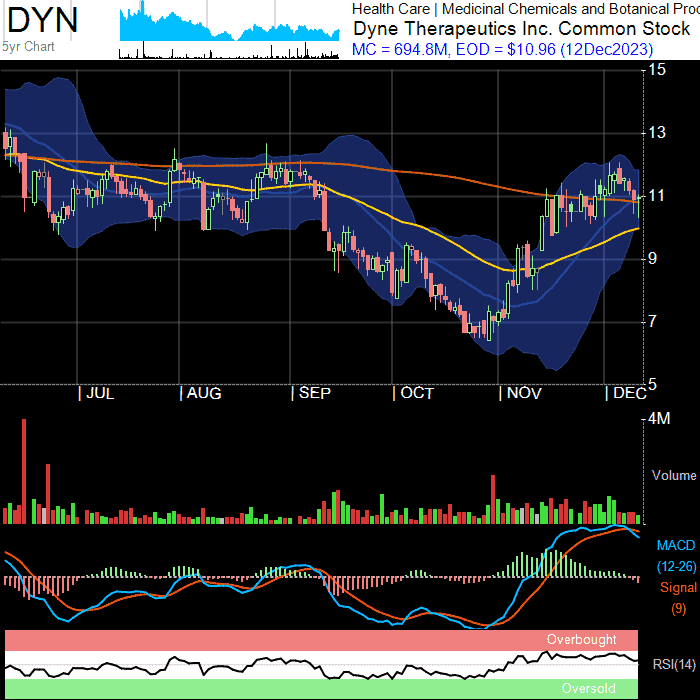 DYN
5yr Chart
Health Care | Medicinal Chemicals and Botanical Proc
Dyne Therapeutics Inc. Common Stock
MC = 694.8M, EOD = $10.96 (12Dec2023)
15
13
11
9
7
5
| JUL | AUG | SEP | OCT | NOV | DEC
4M
Volume
MACD
(12-26)
Signal
(9)
Overbought
RSI(14)
Oversold